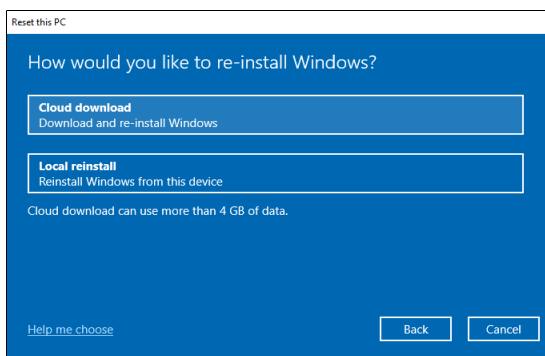 Reset this PC
How would you like to re-install Windows?
Cloud download
Download and re-install Windows
Local reinstall
Reinstall Windows from this device
Cloud download can use more than 4 GB of data.
Help me choose
Back
Cancel